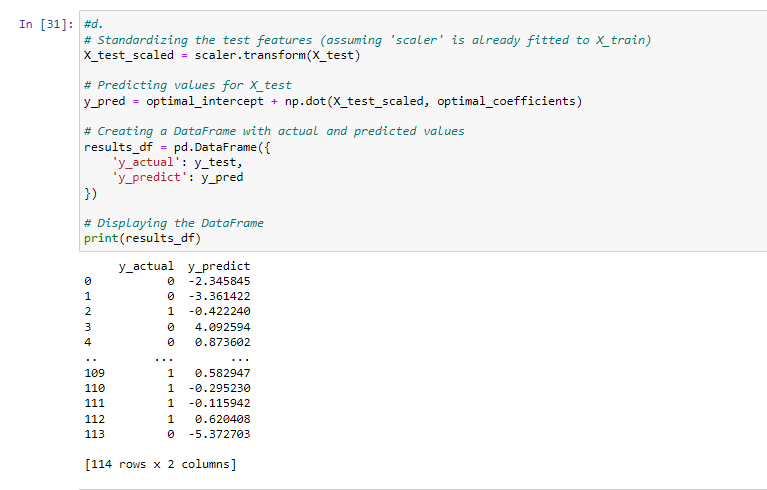 In [31]: #d.
# Standardizing the test features (assuming 'scaler' is already fitted to X_train)
X_test_scaled = scaler.transform(X_test)
# Predicting values for X_test
y_pred = optimal_intercept + np.dot(X_test_scaled, optimal_coefficients)
# Creating a DataFrame with actual and predicted values
results_df = pd.DataFrame({
    'y_actual': y_test,
    'y_predict': y_pred
})
# Displaying the DataFrame
print(results_df)
     y_actual  y_predict
0           0  -2.345845
1           0  -3.361422
2           1  -0.422240
3           0   4.092594
4           0   0.873602
..        ...        ...
109         1   0.582947
110         1  -0.295230
111         1  -0.115942
112         1   0.620408
113         0  -5.372703
[114 rows x 2 columns]